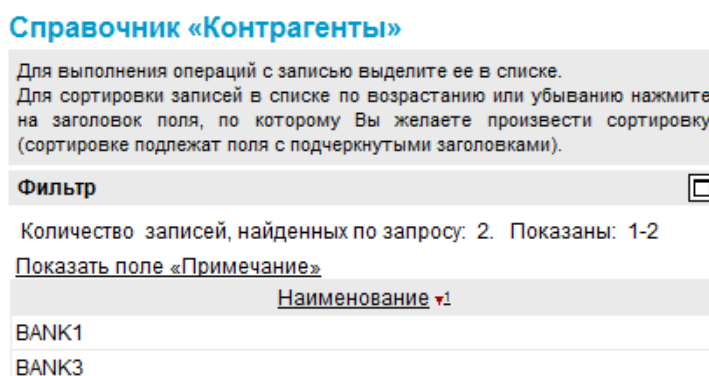 Справочник «Контрагенты»
Для выполнения операций с записью выделите ее в списке.
Для сортировки записей в списке по возрастанию или убыванию нажмите
на заголовок поля, по которому Вы желаете произвести сортировку
(сортировке подлежат поля с подчеркнутыми заголовками).
Фильтр
Количество записей, найденных по запросу: 2. Показаны: 1-2
Показать поле «Примечание»
Наименование ▼1
BANK1
BANK3